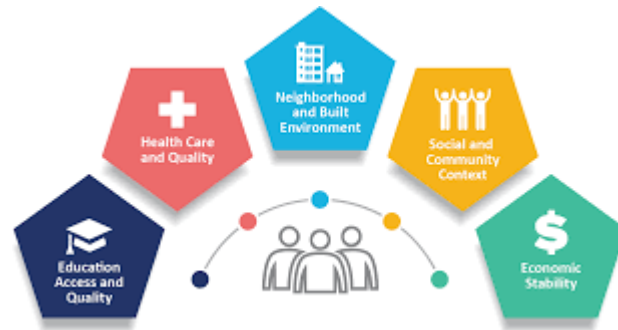 Neighborhood
and Built
Environment
Health Care
and Quality
Social and
Community
Context
Education
Access and
Quality
Economic
Stability